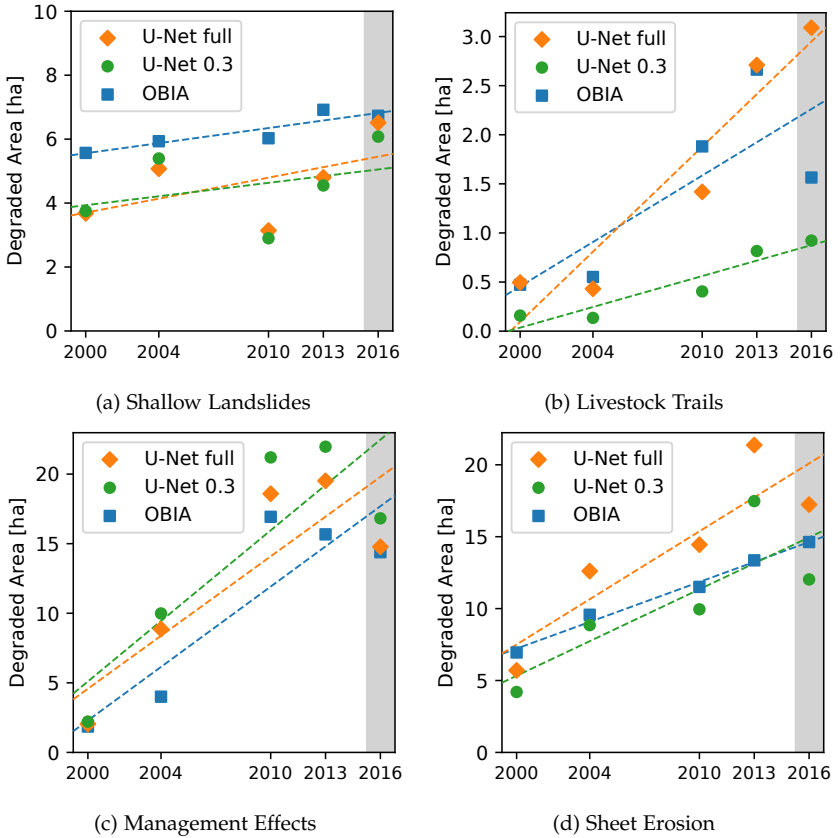 10
8
6
4
2
0
Degraded Area [ha]
U-Net full
U-Net 0.3
OBIA
2000 2004 2010 2013 2016
(a) Shallow Landslides
3.0
2.5
2.0
1.5
1.0
0.5
0.0
Degraded Area [ha]
U-Net full
U-Net 0.3
OBIA
2000 2004 2010 2013 2016
(b) Livestock Trails
20
15
10
5
0
Degraded Area [ha]
U-Net full
U-Net 0.3
OBIA
2000 2004 2010 2013 2016
(c) Management Effects
20
15
10
5
0
Degraded Area [ha]
U-Net full
U-Net 0.3
OBIA
2000 2004 2010 2013 2016
(d) Sheet Erosion